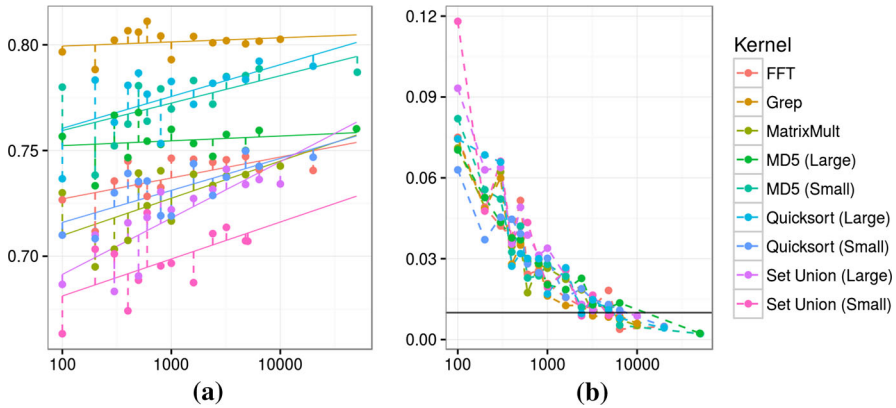 0.80
0.75
0.70
100
1000
10000
(a)
0.12
0.09
0.06
0.03
0.00
100
1000
10000
(b)
Kernel
FFT
Grep
MatrixMult
MD5 (Large)
MD5 (Small)
Quicksort (Large)
Quicksort (Small)
Set Union (Large)
Set Union (Small)